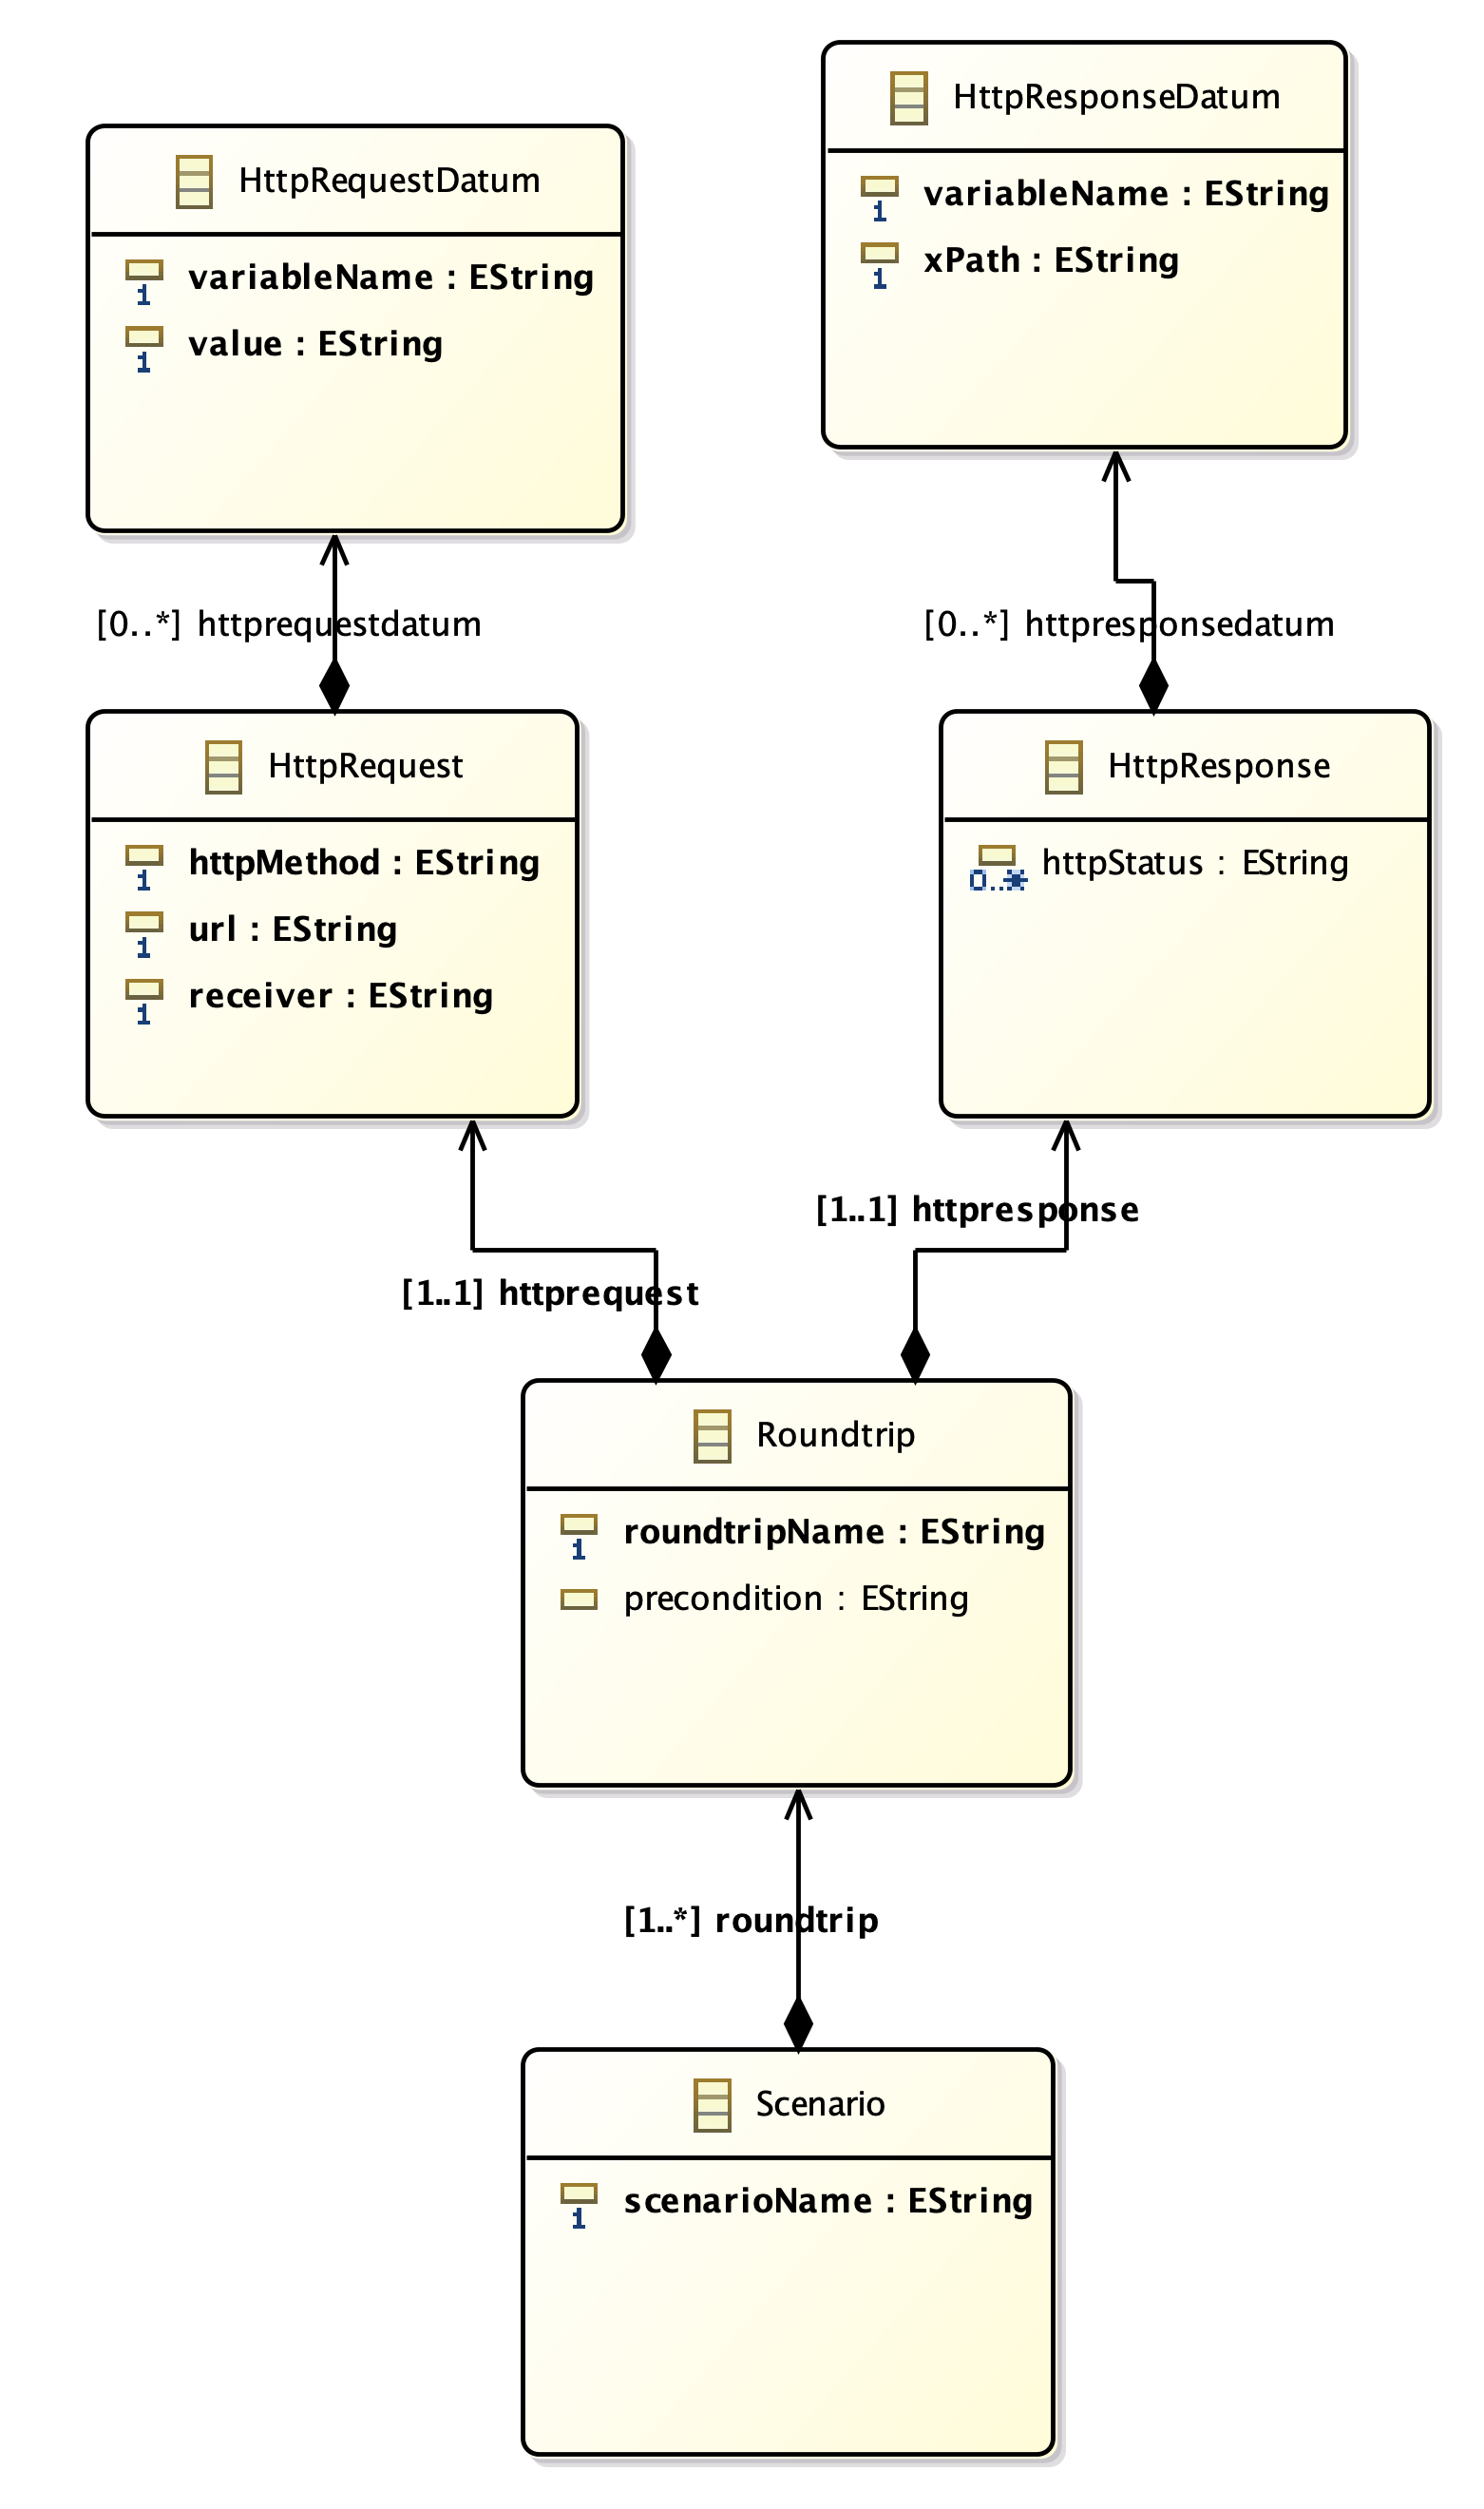 HttpResponseDatum
variableName : EString
1
xPath : EString
1
HttpRequestDatum
variableName : EString
1
value : EString
1
[0..*] httprequestdatum
[0..*] httpresponsedatum
HttpRequest
httpMethod : EString
1
url : EString
1
receiver : EString
1
HttpResponse
httpStatus : EString
0..*
[1..1] httpresponse
[1..1] httprequest
Roundtrip
roundtripName : EString
1
precondition : EString
[1..*] roundtrip
Scenario
scenarioName : EString
1